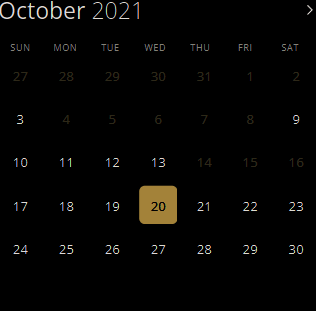 October 2021
SUN MON TUE WED THU FRI SAT
27 28 29 30 31 1 2
3 4 5 6 7 8 9
10 11 12 13 14 15 16
17 18 19 20 21 22 23
24 25 26 27 28 29 30